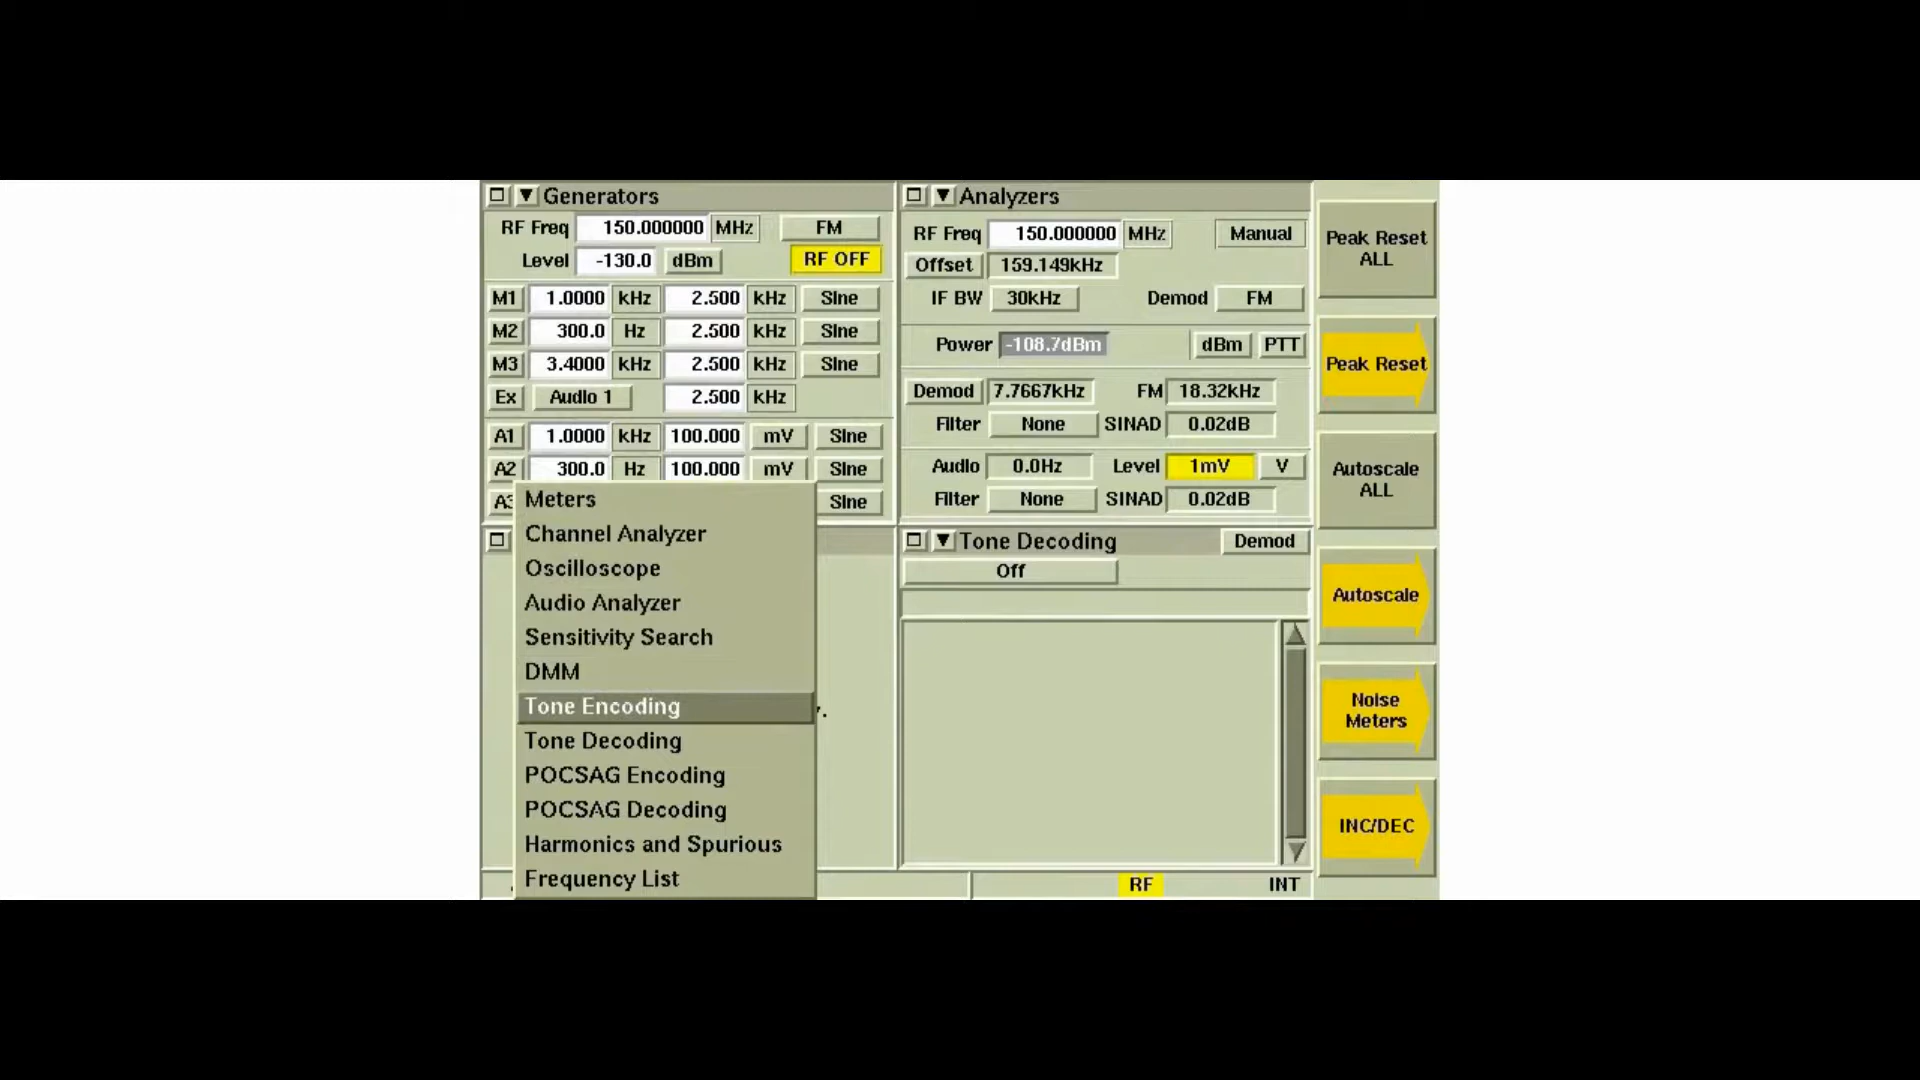 Generators
RF Freq 150.000000 MHz FM
Level -130.0 dBm RF OFF
M1 1.0000 kHz 2.500 kHz Sine
M2 300.0 Hz 2.500 kHz Sine
M3 3.4000 kHz 2.500 kHz Sine
Ex Audio 1 2.500 kHz
A1 1.0000 kHz 100.000 mV Sine
A2 300.0 Hz 100.000 mV Sine
A3 Sine
Meters
Channel Analyzer
Oscilloscope
Audio Analyzer
Sensitivity Search
DMM
Tone Encoding
Tone Decoding
POCSAG Encoding
POCSAG Decoding
Harmonics and Spurious
Frequency List
Analyzers
RF Freq 150.000000 MHz Manual
Offset 159.149kHz
IF BW 30kHz Demod FM
Power -108.7dBm dBm PTT
Demod 7.7667kHz FM 18.32kHz
Filter None SINAD 0.02dB
Audio 0.0Hz Level 1mV V
Filter None SINAD 0.02dB
Tone Decoding Demod
Off
RF INT
Peak Reset
ALL
Peak Reset
Autoscale
ALL
Autoscale
Noise
Meters
INC/DEC